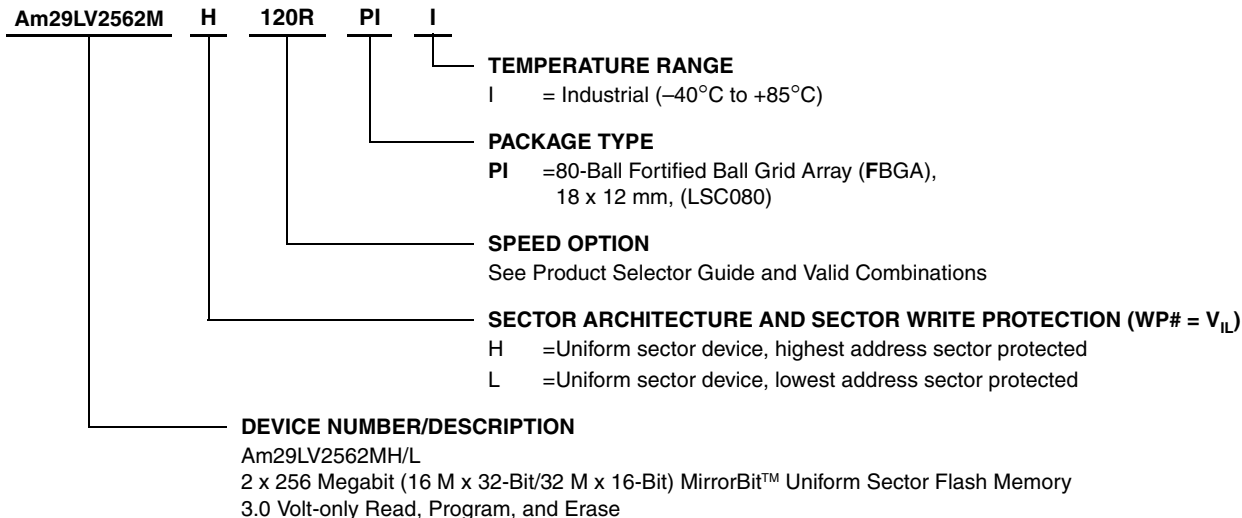 Am29LV2562M H 120R PI I
TEMPERATURE RANGE
I = Industrial (–40°C to +85°C)
PACKAGE TYPE
PI =80-Ball Fortified Ball Grid Array (FBGA),
18 x 12 mm, (LSC080)
SPEED OPTION
See Product Selector Guide and Valid Combinations
SECTOR ARCHITECTURE AND SECTOR WRITE PROTECTION (WP# = VIL)
H =Uniform sector device, highest address sector protected
L =Uniform sector device, lowest address sector protected
DEVICE NUMBER/DESCRIPTION
Am29LV2562MH/L
2 x 256 Megabit (16 M x 32-Bit/32 M x 16-Bit) MirrorBit™ Uniform Sector Flash Memory
3.0 Volt-only Read, Program, and Erase